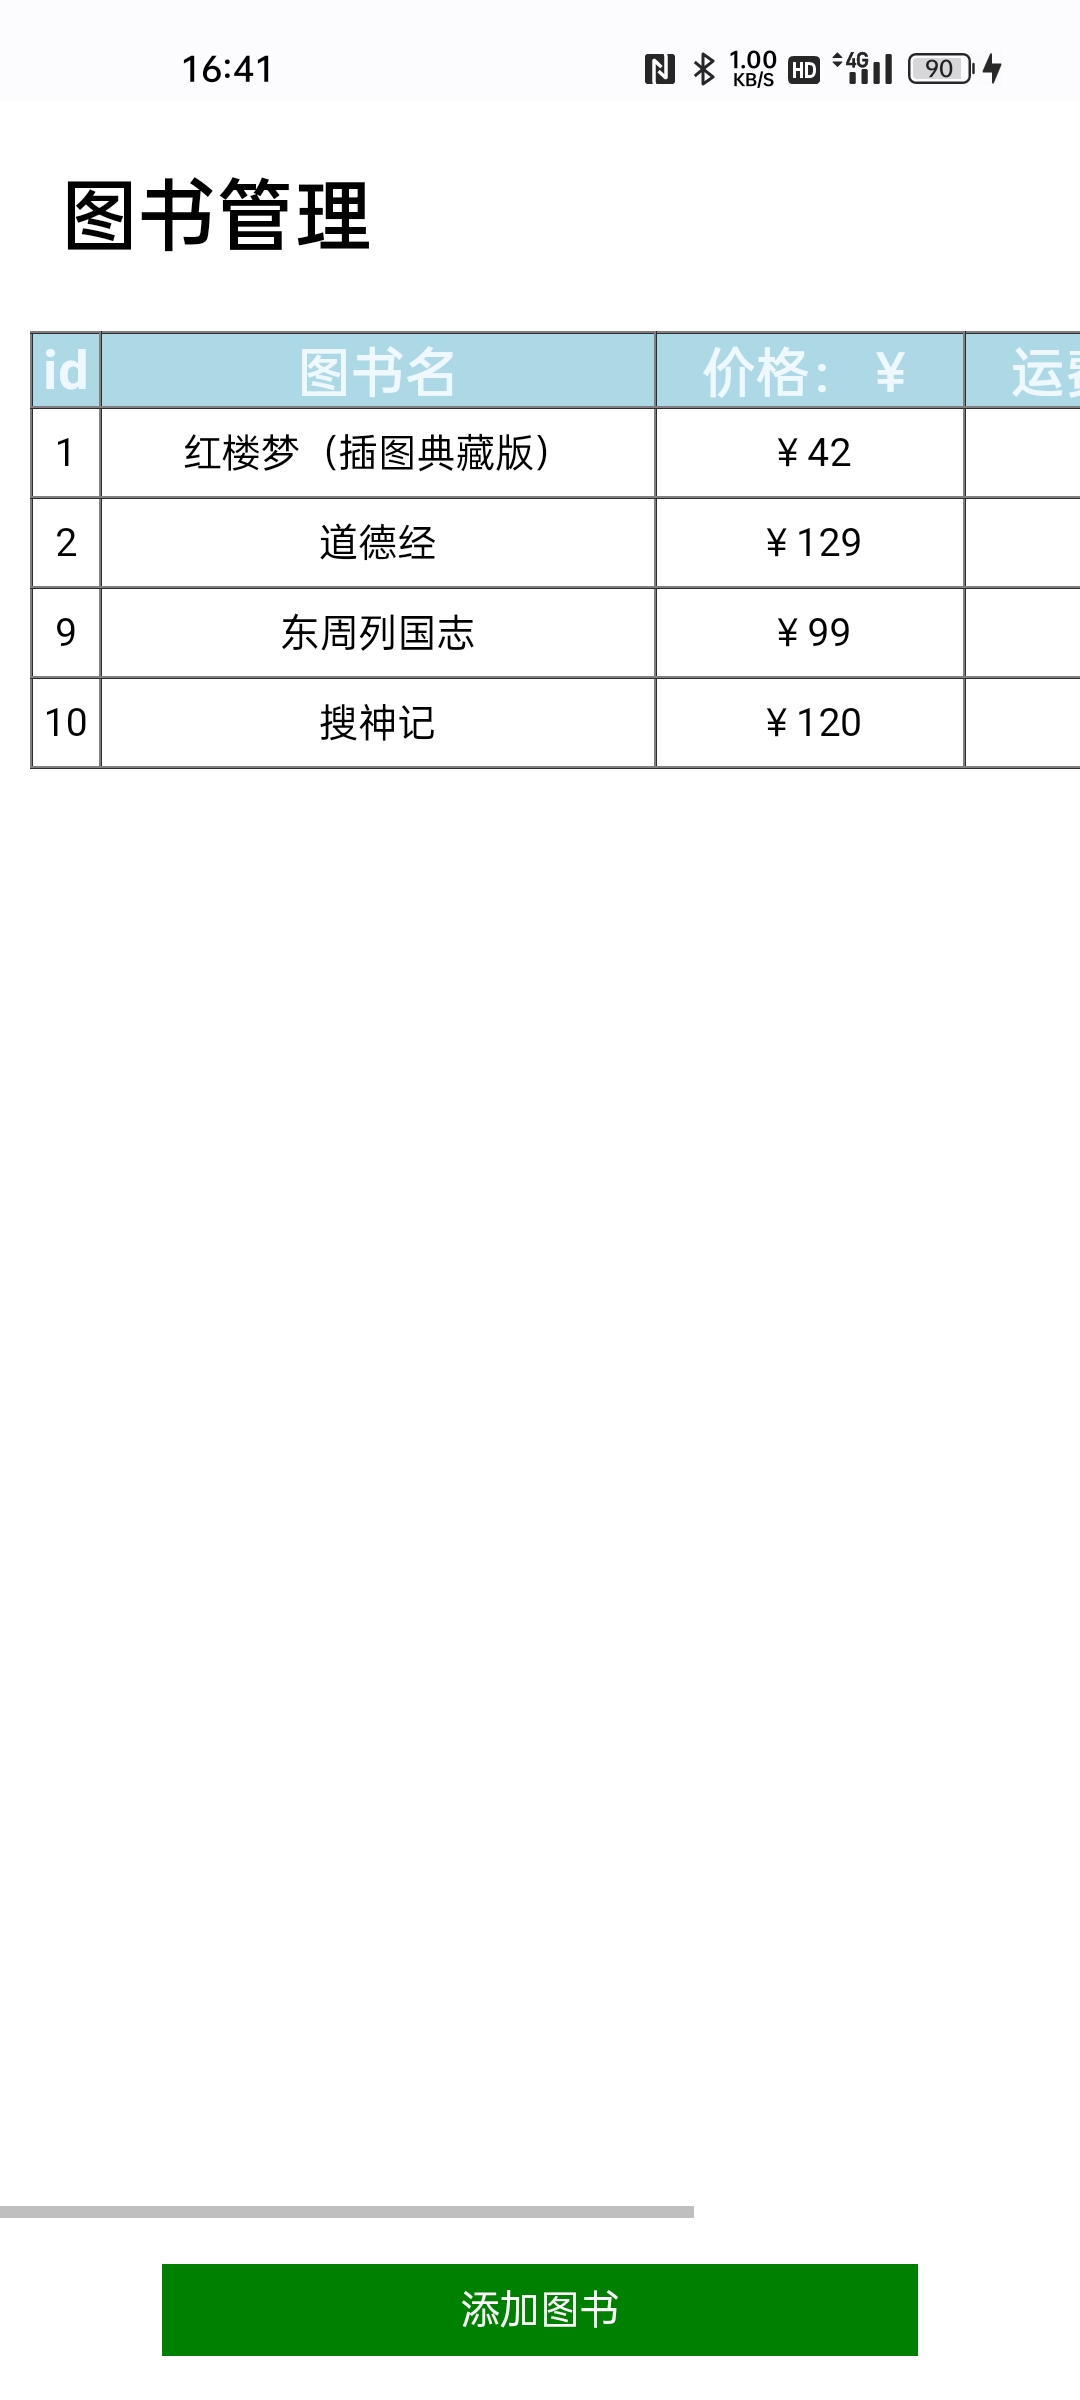 16:41 1.00 KB/S HD 4G 90
图书管理
id 图书名 价格：￥ 运费
1 红楼梦（插图典藏版） ￥42
2 道德经 ￥129
9 东周列国志 ￥99
10 搜神记 ￥120
添加图书